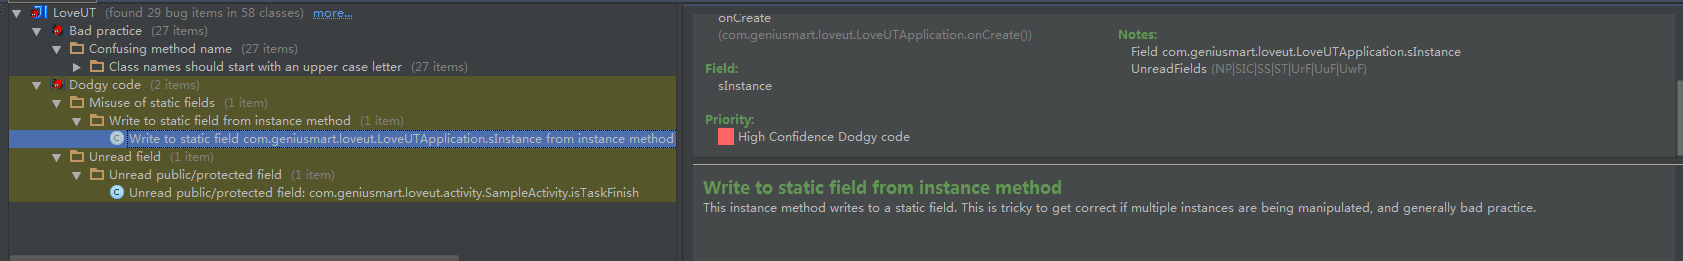 LoveUT (found 29 bug items in 58 classes) more...
Bad practice (27 items)
Confusing method name (27 items)
Class names should start with an upper case letter (27 items)
Dodgy code (2 items)
Misuse of static fields (1 item)
Write to static field from instance method (1 item)
Write to static field com.geniusmart.loveut.LoveUTApplication.sInstance from instance method
Unread field (1 item)
Unread public/protected field (1 item)
Unread public/protected field: com.geniusmart.loveut.activity.SampleActivity.isTaskFinish
onCreate
(com.geniusmart.loveut.LoveUTApplication.onCreate())
Field:
sInstance
Priority:
High Confidence Dodgy code
Notes:
Field com.geniusmart.loveut.LoveUTApplication.sInstance
UnreadFields (NP|SIC|SS|ST|UrF|UuF|UwF)
Write to static field from instance method
This instance method writes to a static field. This is tricky to get correct if multiple instances are being manipulated, and generally bad practice.